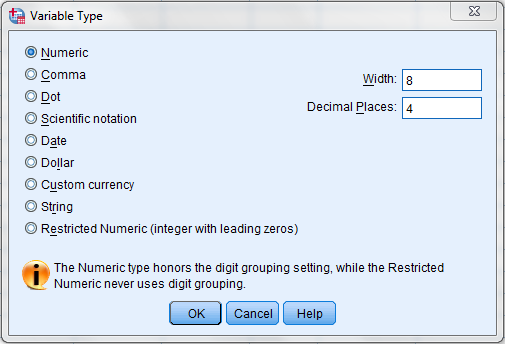 Variable Type
Numeric
Comma
Dot
Scientific notation
Date
Dollar
Custom currency
String
Restricted Numeric (integer with leading zeros)
Width: 8
Decimal Places: 4
The Numeric type honors the digit grouping setting, while the Restricted
Numeric never uses digit grouping.
OK Cancel Help